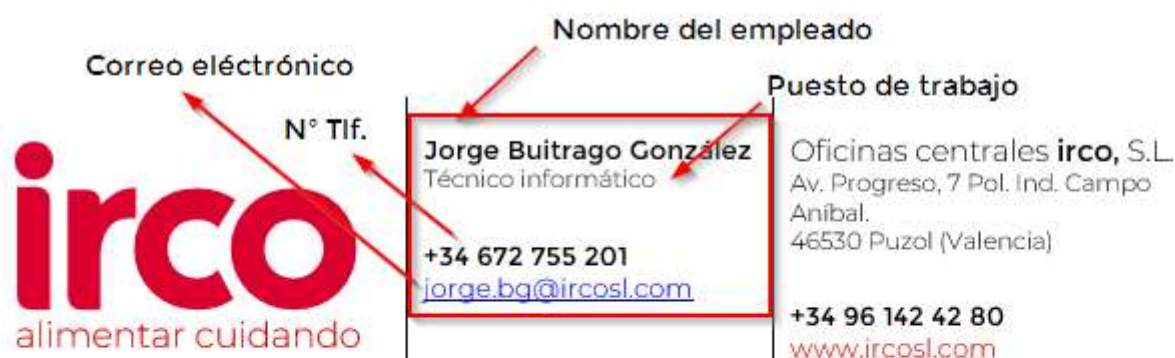 Nombre del empleado
Correo eléctrónico
Puesto de trabajo
N° Tlf.
irco
alimentar cuidando
Jorge Buitrago González
Técnico informático
+34 672 755 201
jorge.bg@ircosl.com
Oficinas centrales irco, S.L.
Av. Progreso, 7 Pol. Ind. Campo
Aníbal.
46530 Puzol (Valencia)
+34 96 142 42 80
www.ircosl.com